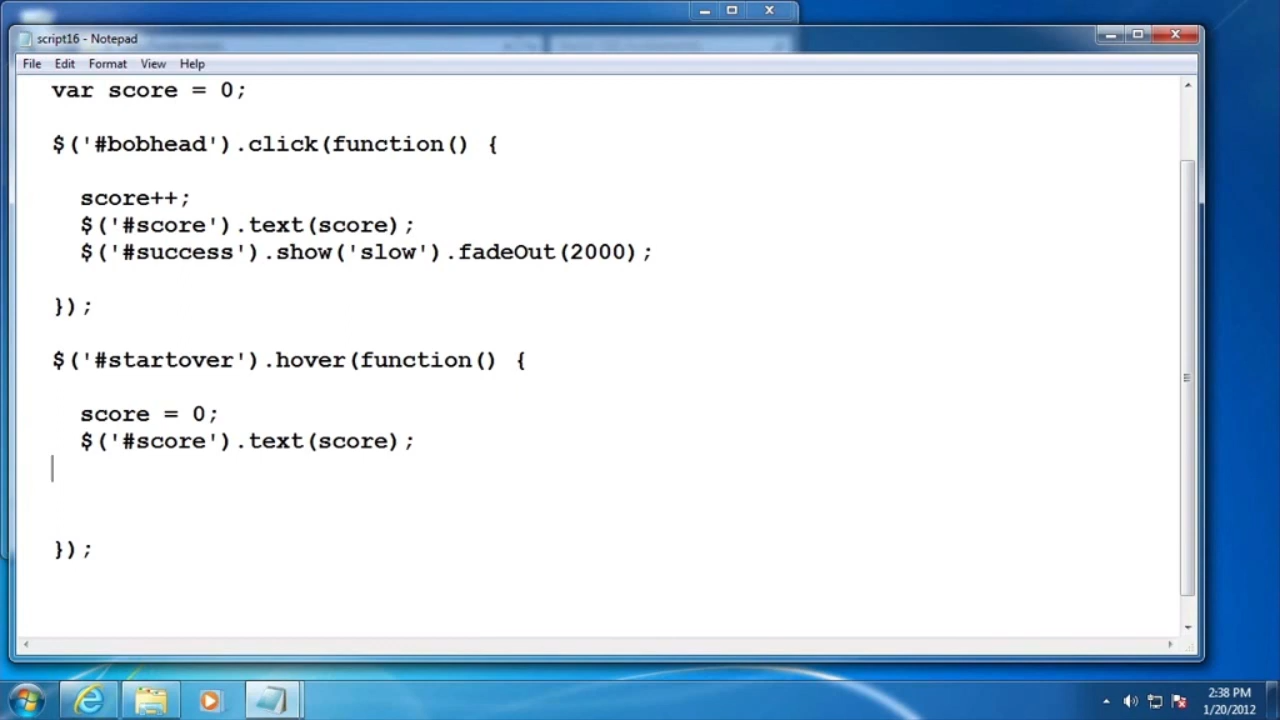 script16 - Notepad
File Edit Format View Help
var score = 0;
$('#bobhead').click(function() {
score++;
$('#score').text(score);
$('#success').show('slow').fadeOut(2000);
});
$('#startover').hover(function() {
score = 0;
$('#score').text(score);
});
2:38 PM
1/20/2012